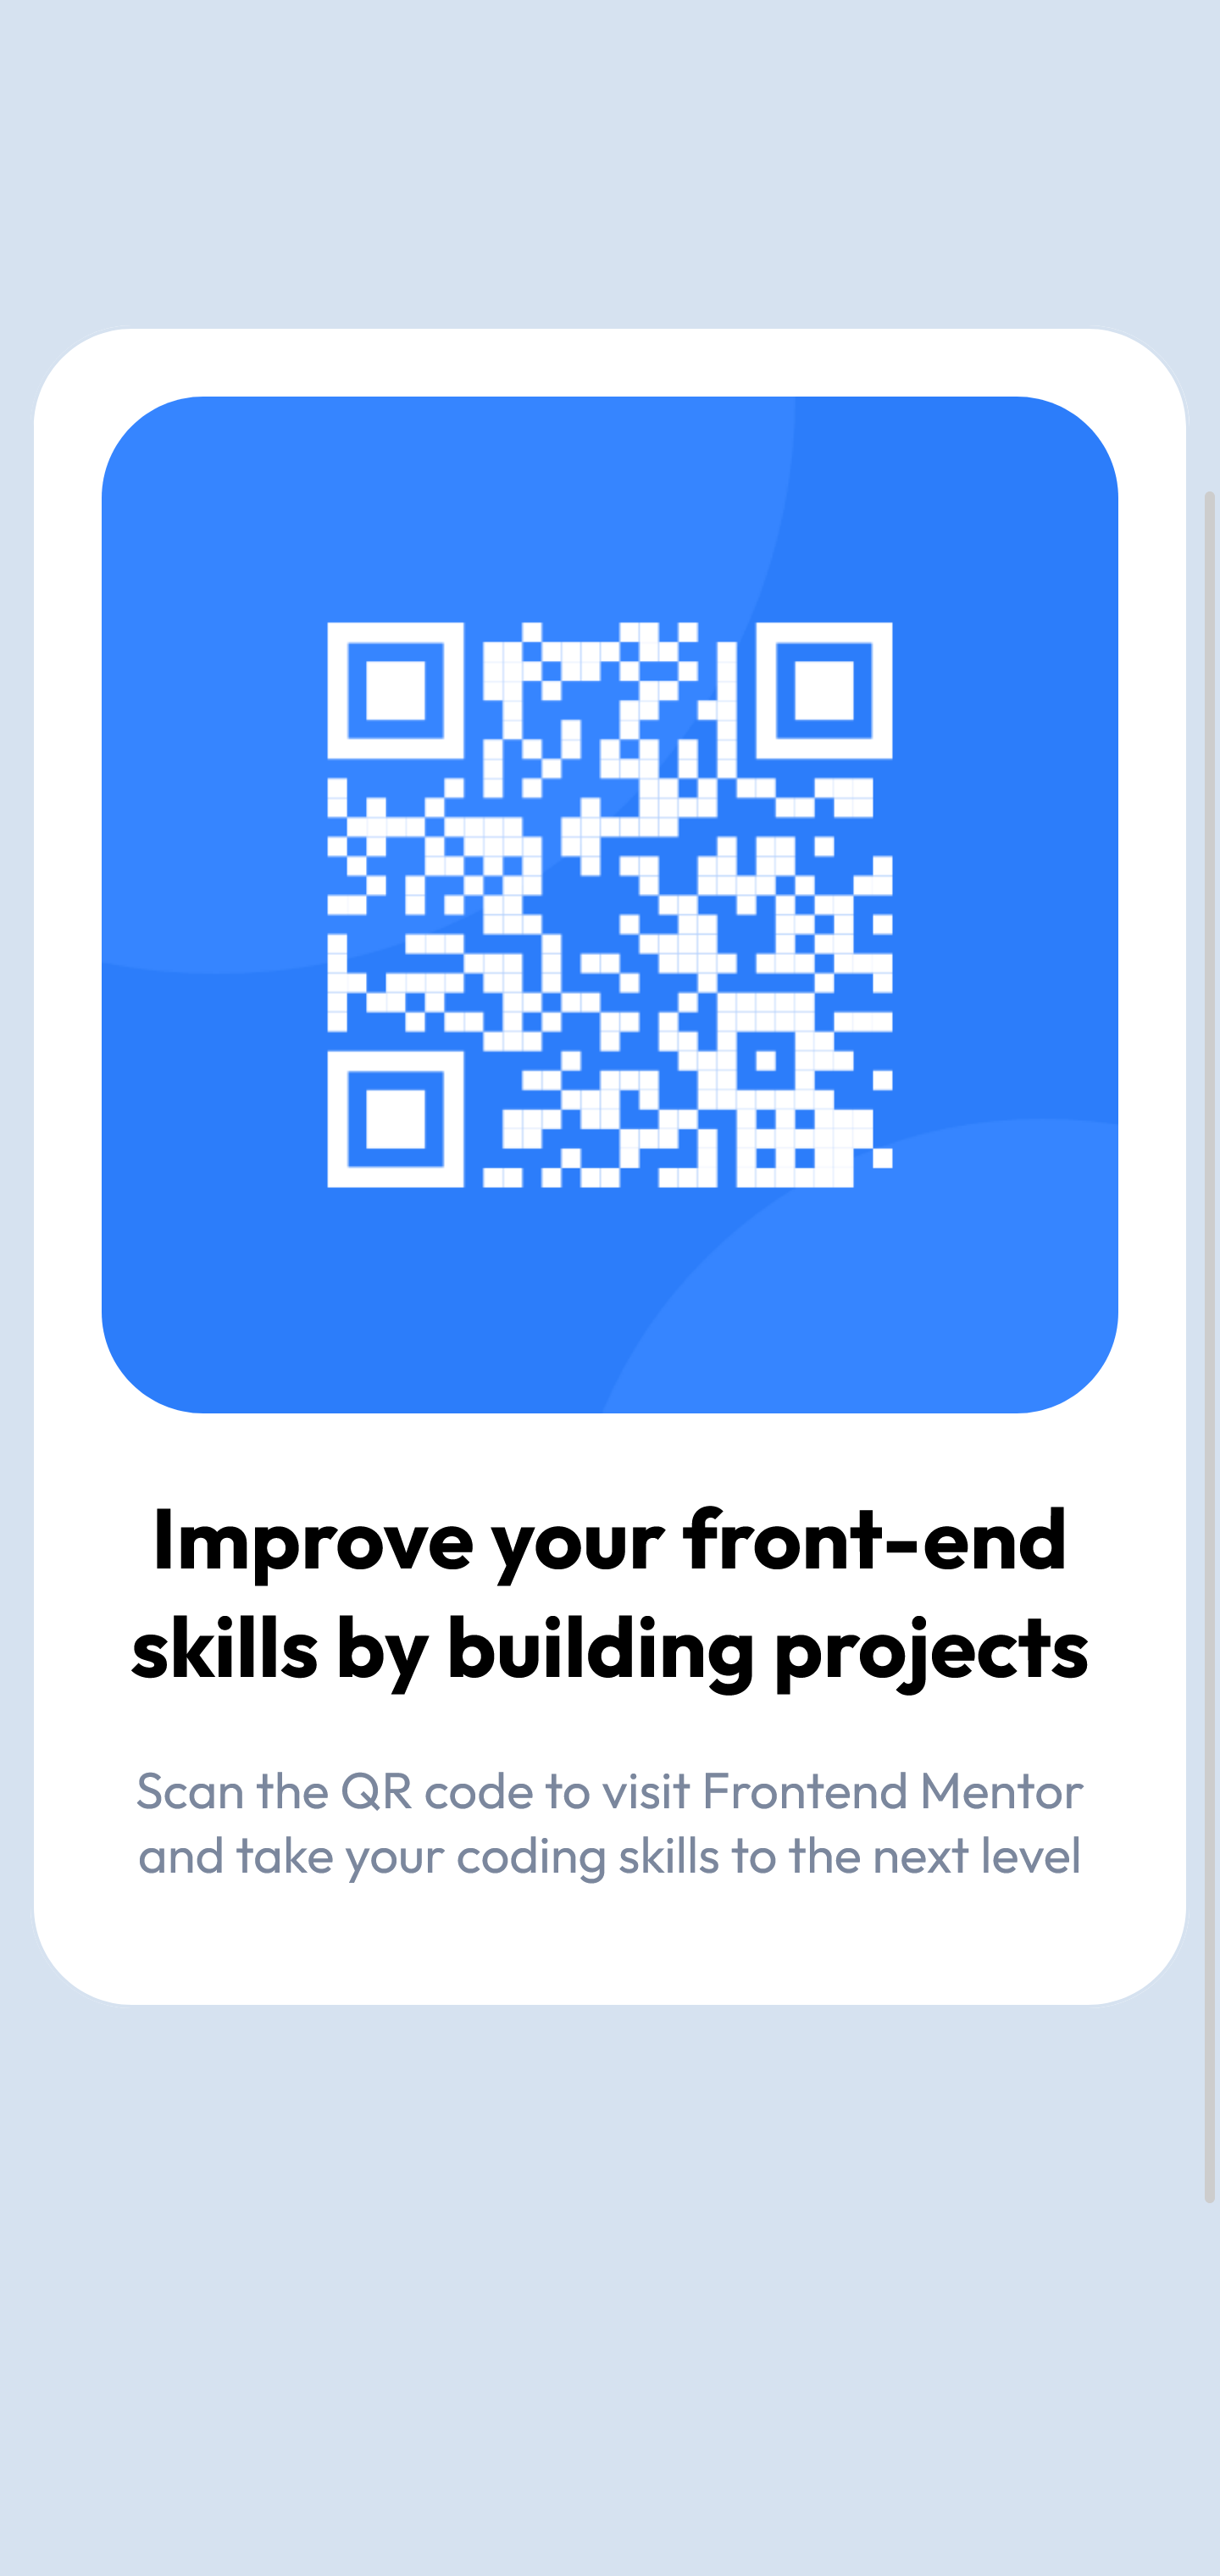 Improve your front-end
skills by building projects
Scan the QR code to visit Frontend Mentor
and take your coding skills to the next level